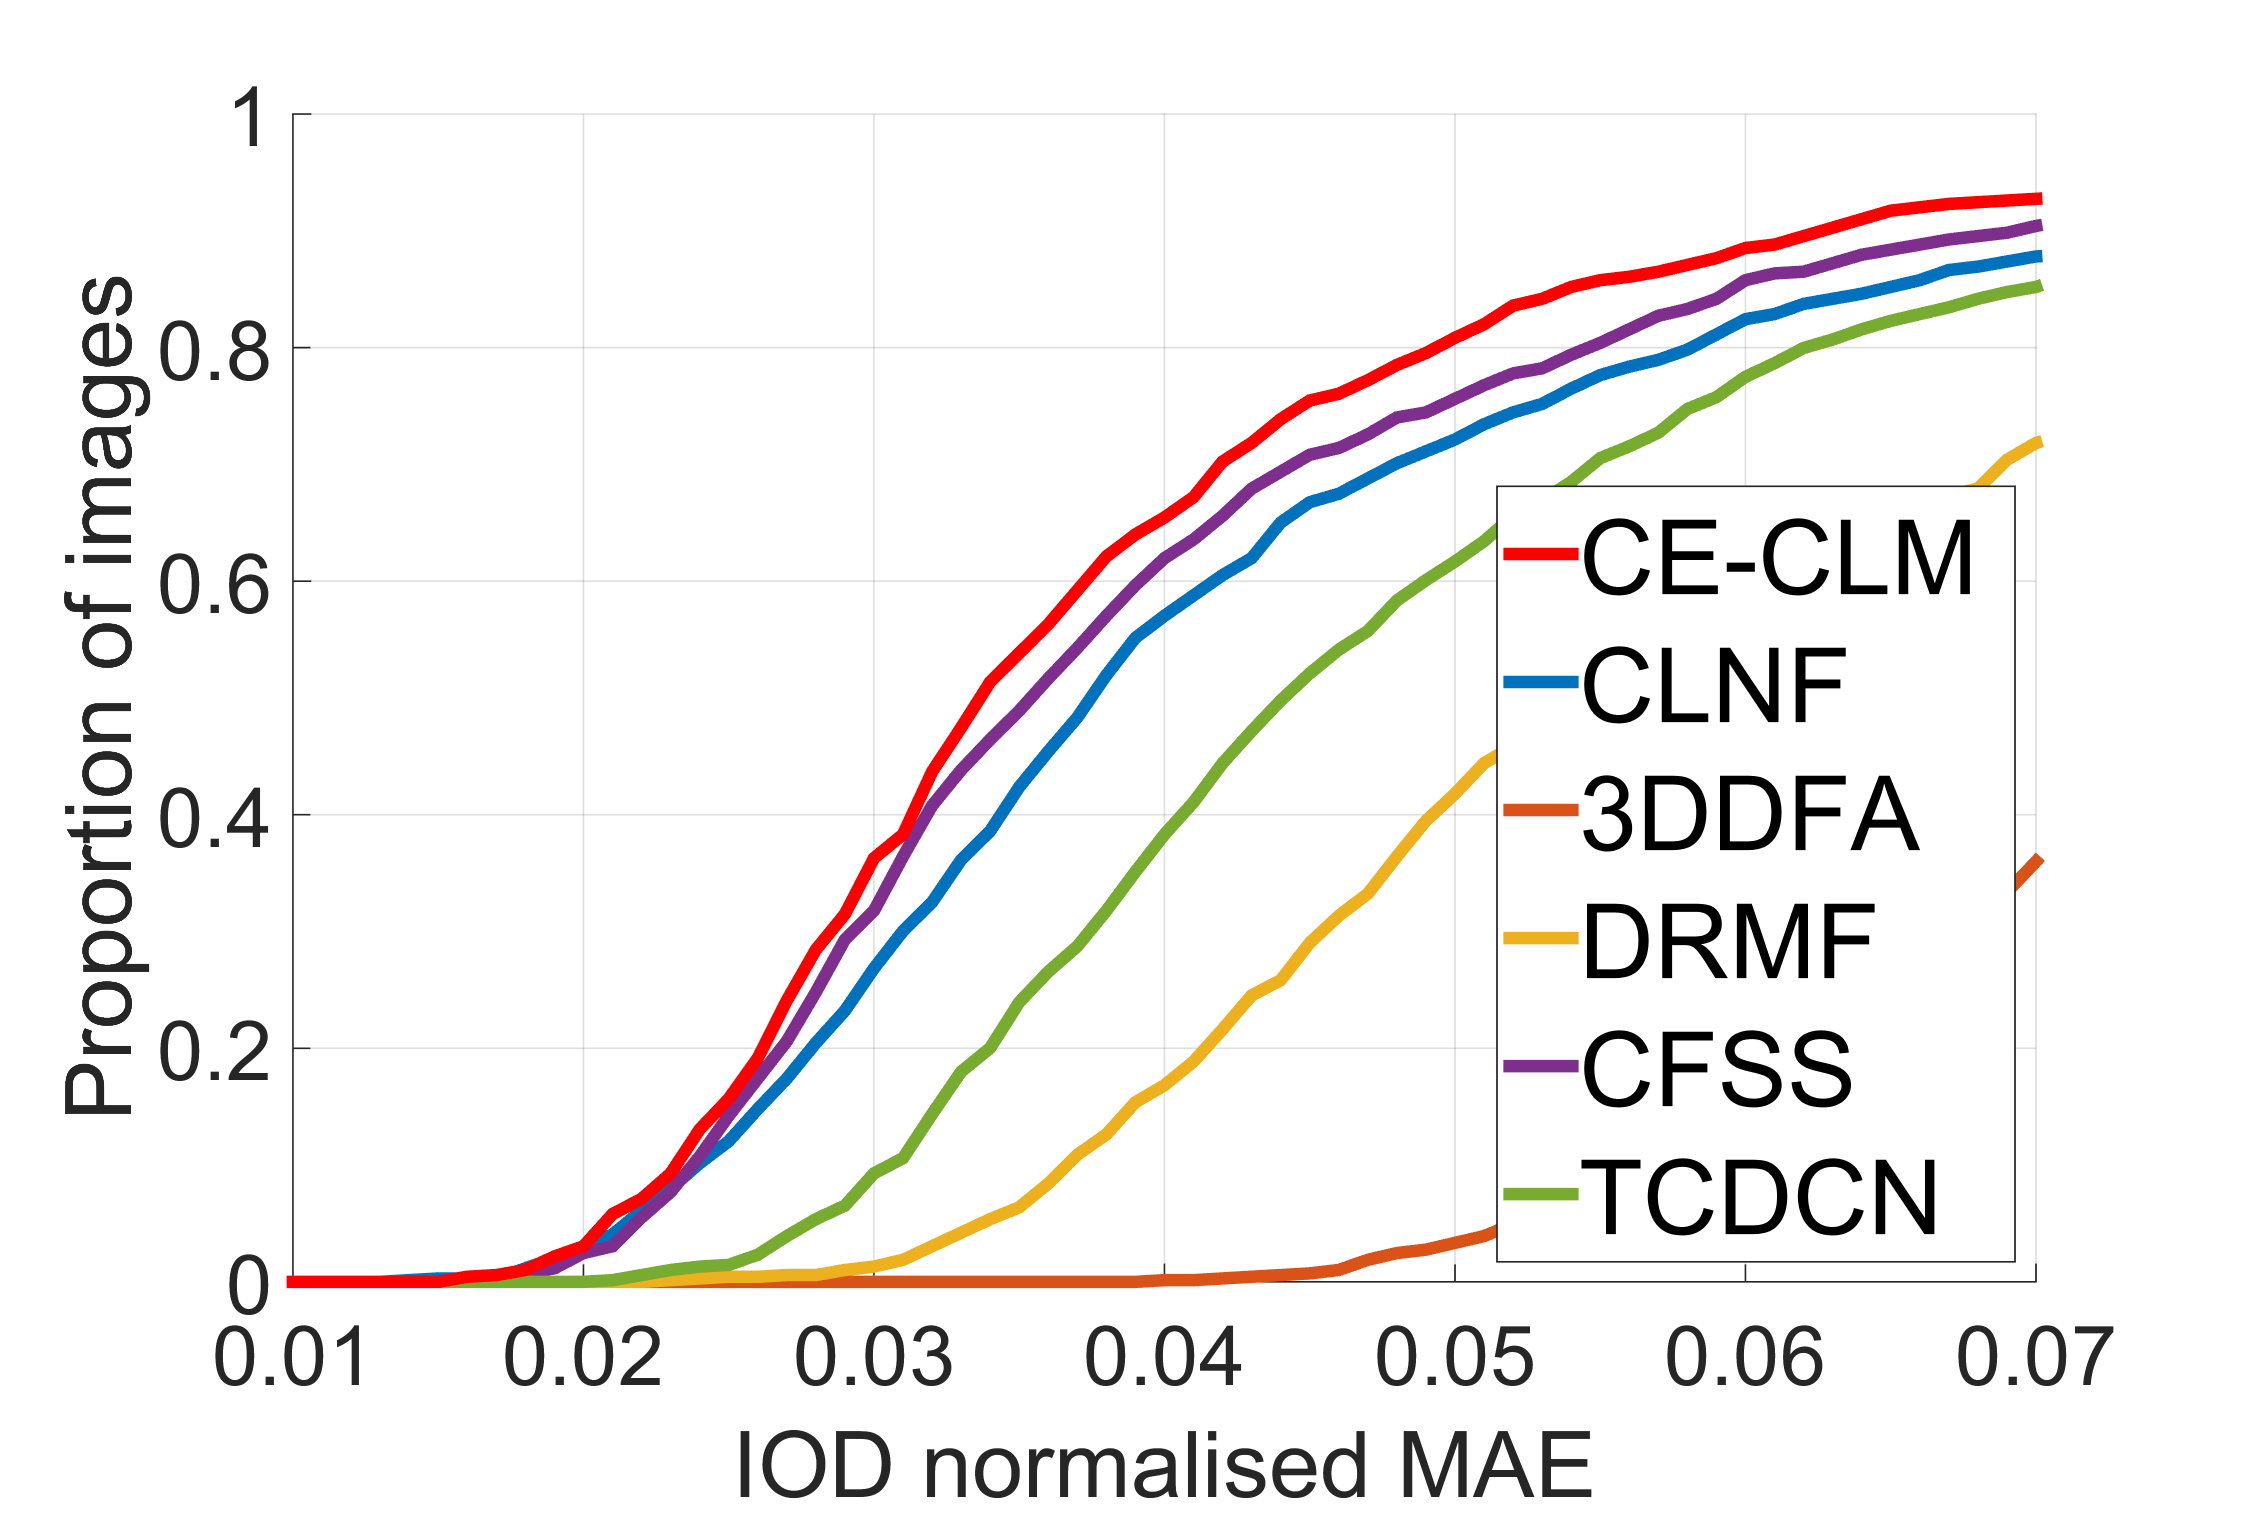 Proportion of images
1
0.8
0.6
0.4
0.2
0
0.01 0.02 0.03 0.04 0.05 0.06 0.07
IOD normalised MAE
CE-CLM
CLNF
3DDFA
DRMF
CFSS
TCDCN